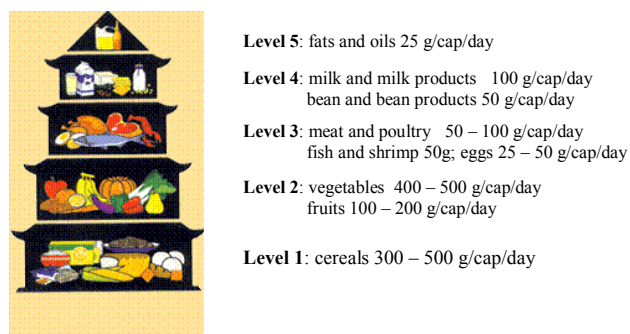 Level 5: fats and oils 25 g/cap/day
Level 4: milk and milk products 100 g/cap/day
bean and bean products 50 g/cap/day
Level 3: meat and poultry 50 – 100 g/cap/day
fish and shrimp 50g; eggs 25 – 50 g/cap/day
Level 2: vegetables 400 – 500 g/cap/day
fruits 100 – 200 g/cap/day
Level 1: cereals 300 – 500 g/cap/day